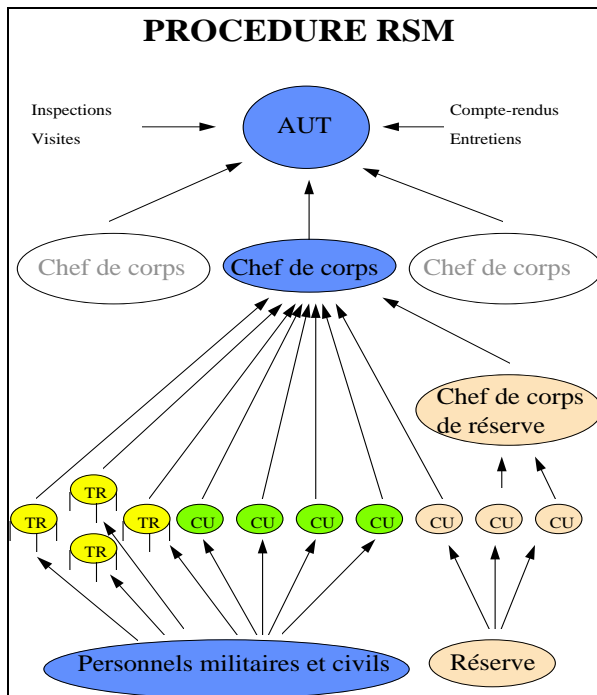 PROCEDURE RSM
Inspections
Visites
AUT
Compte-rendus
Entretiens
Chef de corps
Chef de corps
Chef de corps
Chef de corps
de réserve
TR
TR
TR
TR
CU
CU
CU
CU
CU
CU
CU
Personnels militaires et civils
Réserve